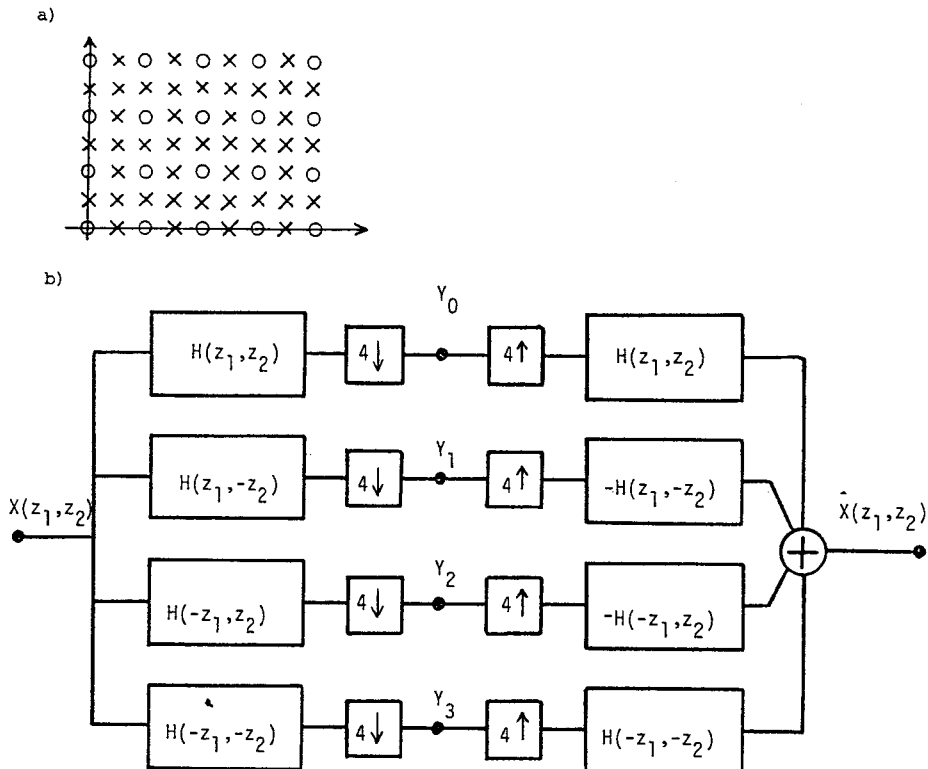 a)
b)
Y0
H(z1,z2) 4↓ 4↑ H(z1,z2)
Y1
H(z1,-z2) 4↓ 4↑ -H(z1,-z2)
X(z1,z2) X̂(z1,z2)
+
Y2
H(-z1,z2) 4↓ 4↑ -H(-z1,z2)
Y3
H(-z1,-z2) 4↓ 4↑ H(-z1,-z2)